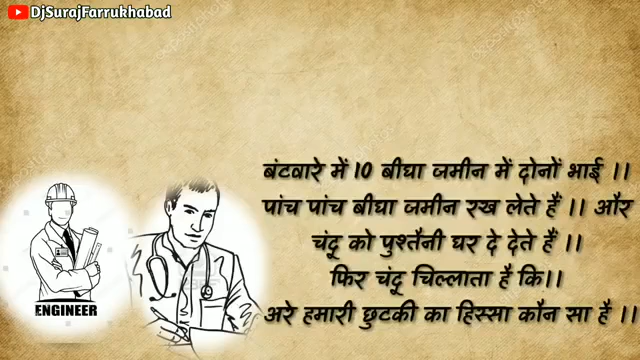 DjSurajFarrukhabad
बंटवारे में 10 बीघा जमीन में दोनों भाई ।।
पांच पांच बीघा जमीन रख लेते हैं ।। और
चंदू को पुश्तैनी घर दे देते हैं ।।
फिर चंदू चिल्लाता है कि।।
अरे हमारी छुटकी का हिस्सा कौन सा है ।।
ENGINEER